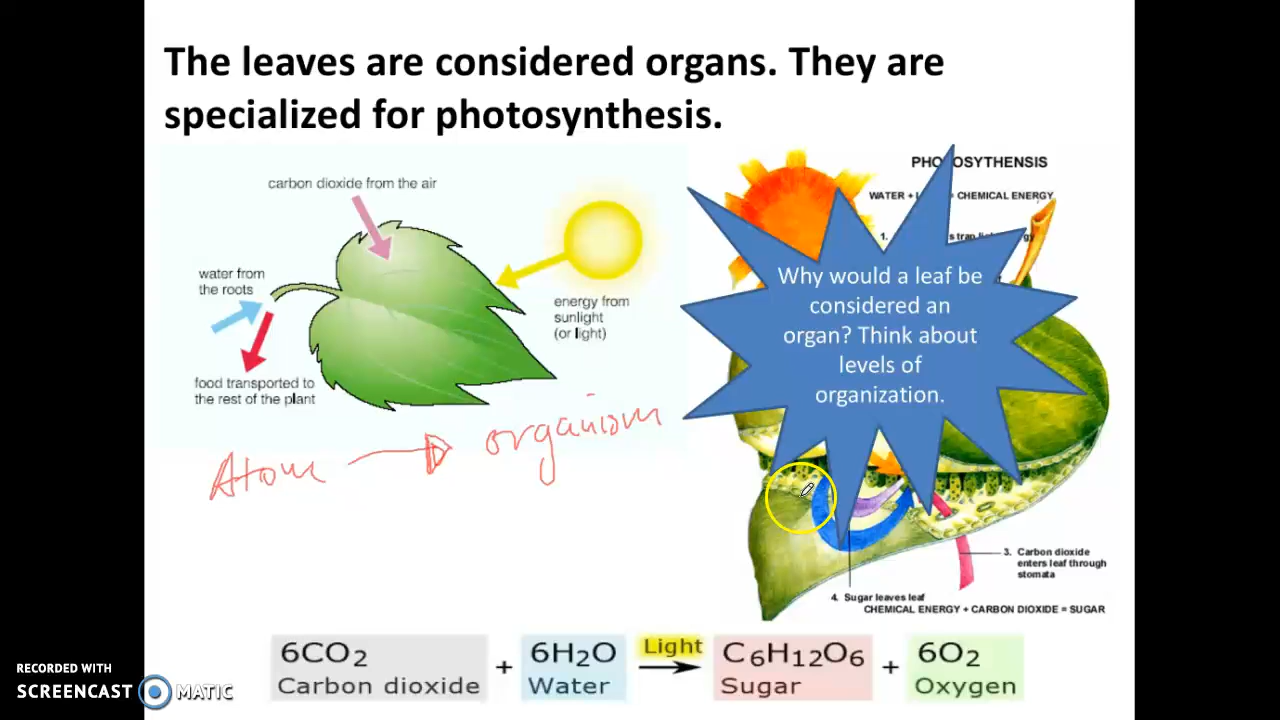 The leaves are considered organs. They are
specialized for photosynthesis.
carbon dioxide from the air
water from
the roots
food transported to
the rest of the plant
energy from
sunlight
(or light)
Atom → organism
WATER +
CHEMICAL ENERGY
1.
Why would a leaf be
considered an
organ? Think about
levels of
organization.
3. Carbon dioxide
enters leaf through
stomata
4. Sugar leaves leaf
CHEMICAL ENERGY + CARBON DIOXIDE = SUGAR
6CO₂ + 6H₂O Light → C₆H₁₂O₆ + 6O₂
Carbon dioxide Water Sugar Oxygen
RECORDED WITH
SCREENCAST MATIC